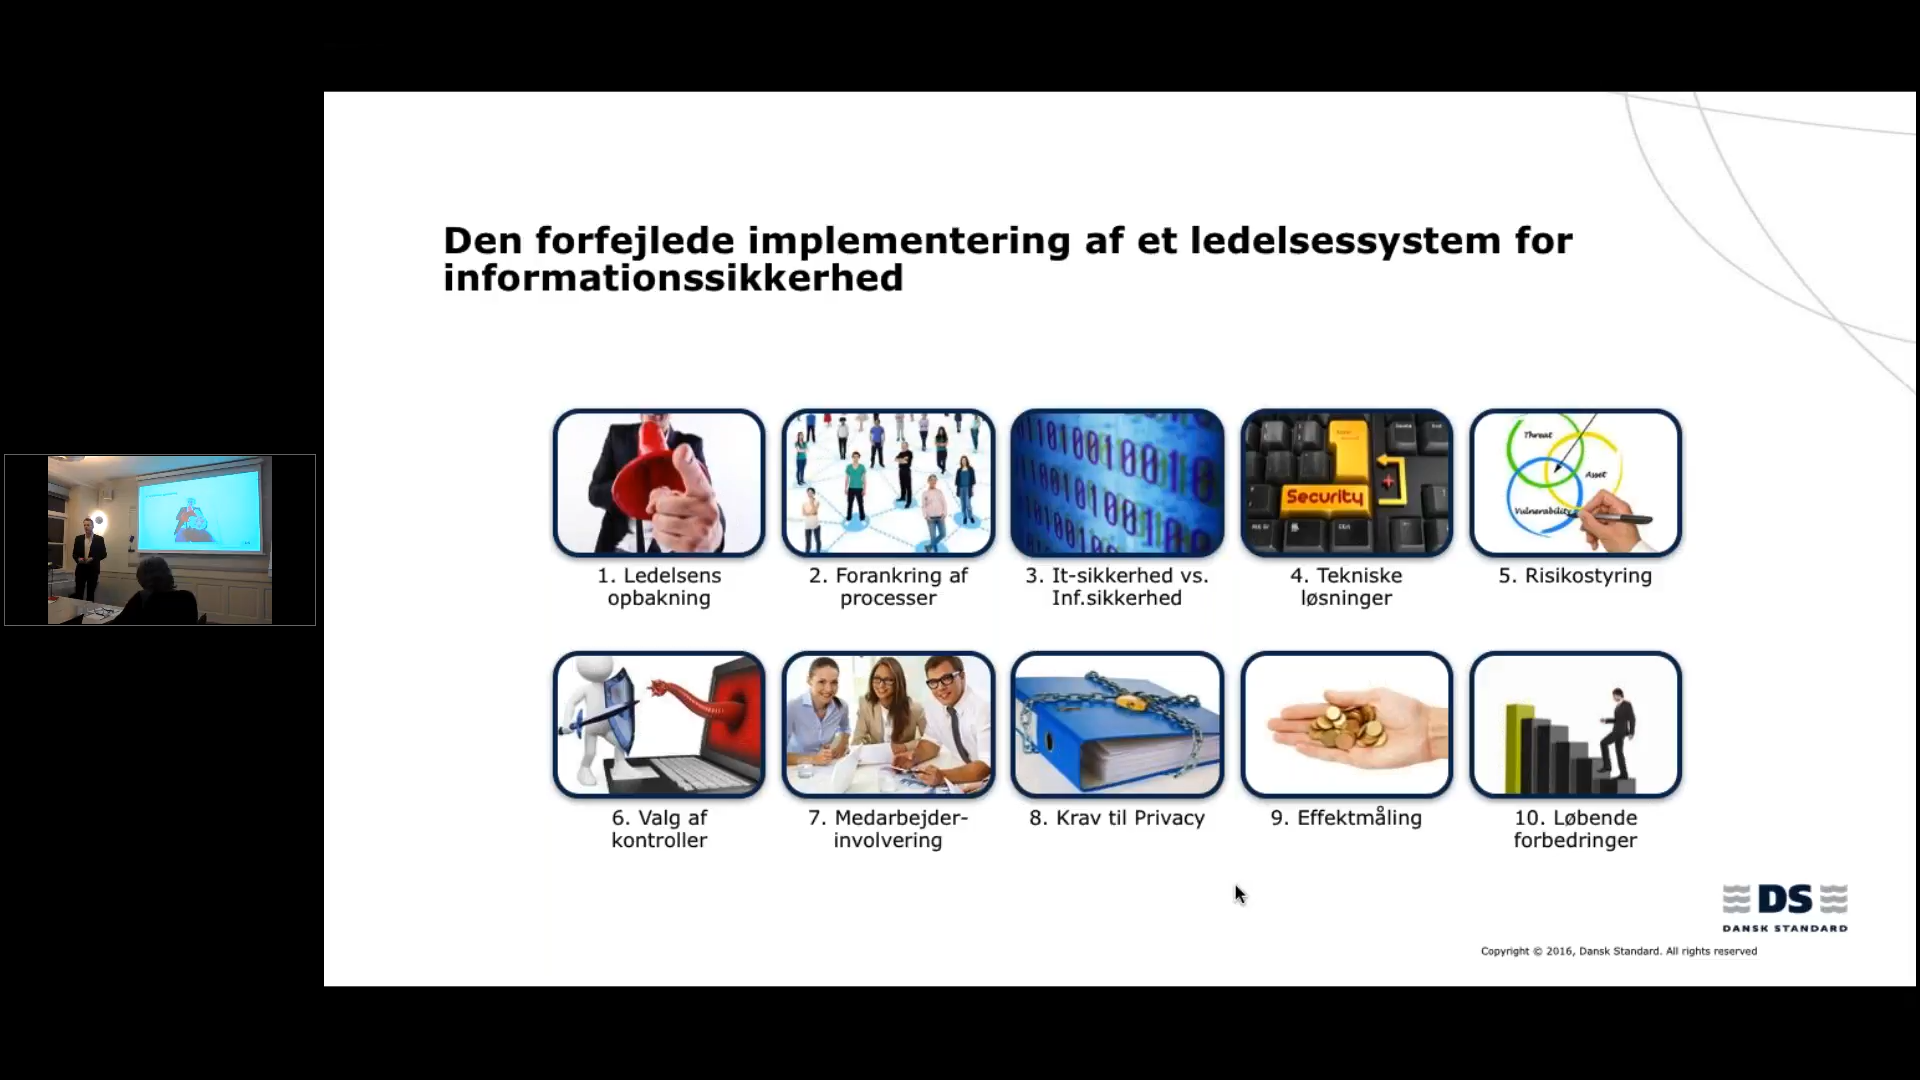 Den forfejlede implementering af et ledelsessystem for
informationssikkerhed
1. Ledelsens
opbakning
2. Forankring af
processer
3. It-sikkerhed vs.
Inf.sikkerhed
Security
4. Tekniske
løsninger
Threat
Asset
Vulnerability
5. Risikostyring
6. Valg af
kontroller
7. Medarbejder-
involvering
8. Krav til Privacy
9. Effektmåling
10. Løbende
forbedringer
DS
DANSK STANDARD
Copyright © 2016, Dansk Standard. All rights reserved